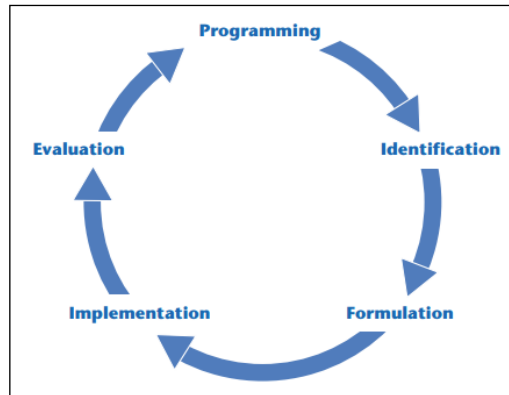 Programming
Evaluation
Identification
Implementation
Formulation